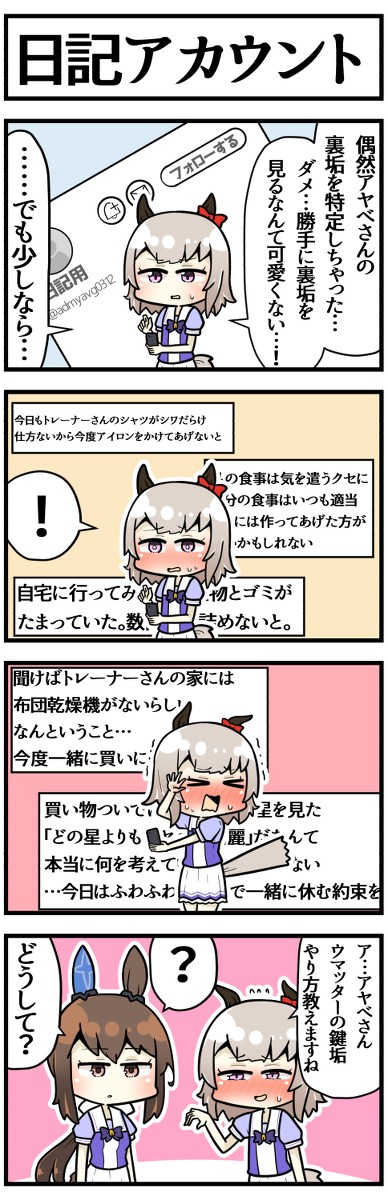 日記アカウント
偶然アヤベさんの
裏垢を特定しちゃった…
ダメ…勝手に裏垢を
見るなんて可愛くない…！
フォローする
日記用
@admyavg0312
……でも少しなら…
今日もトレーナーさんのシャツがシワだらけ
仕方ないから今度アイロンをかけてあげないと
の食事は気を遣うクセに
分の食事はいつも適当
には作ってあげた方が
かもしれない
！
自宅に行ってみ 物とゴミが
たまっていた。数 詰めないと。
聞けばトレーナーさんの家には
布団乾燥機がないらし
なんということ…
今度一緒に買いに
買い物ついで 星を見た
「どの星よりも 麗」だなんて
本当に何を考えて ない
…今日はふわふわ で一緒に休む約束を
ア…アヤベさん
ウマッターの鍵垢
やり方教えますね
？
どうして？